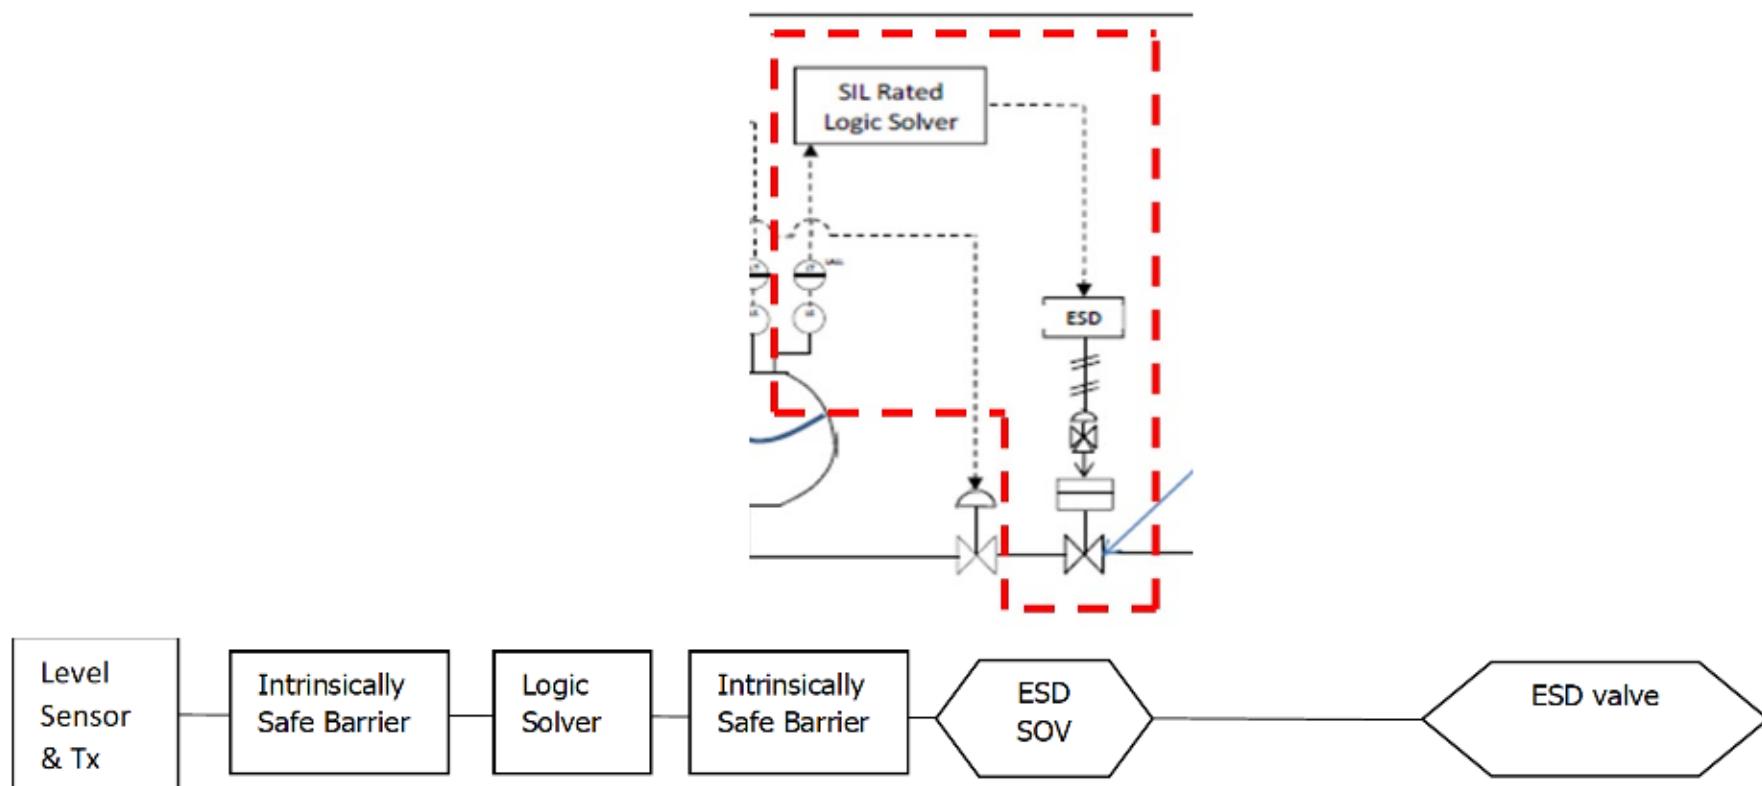 SIL Rated
Logic Solver
ESD
Level
Sensor
& Tx
Intrinsically
Safe Barrier
Logic
Solver
Intrinsically
Safe Barrier
ESD
SOV
ESD valve